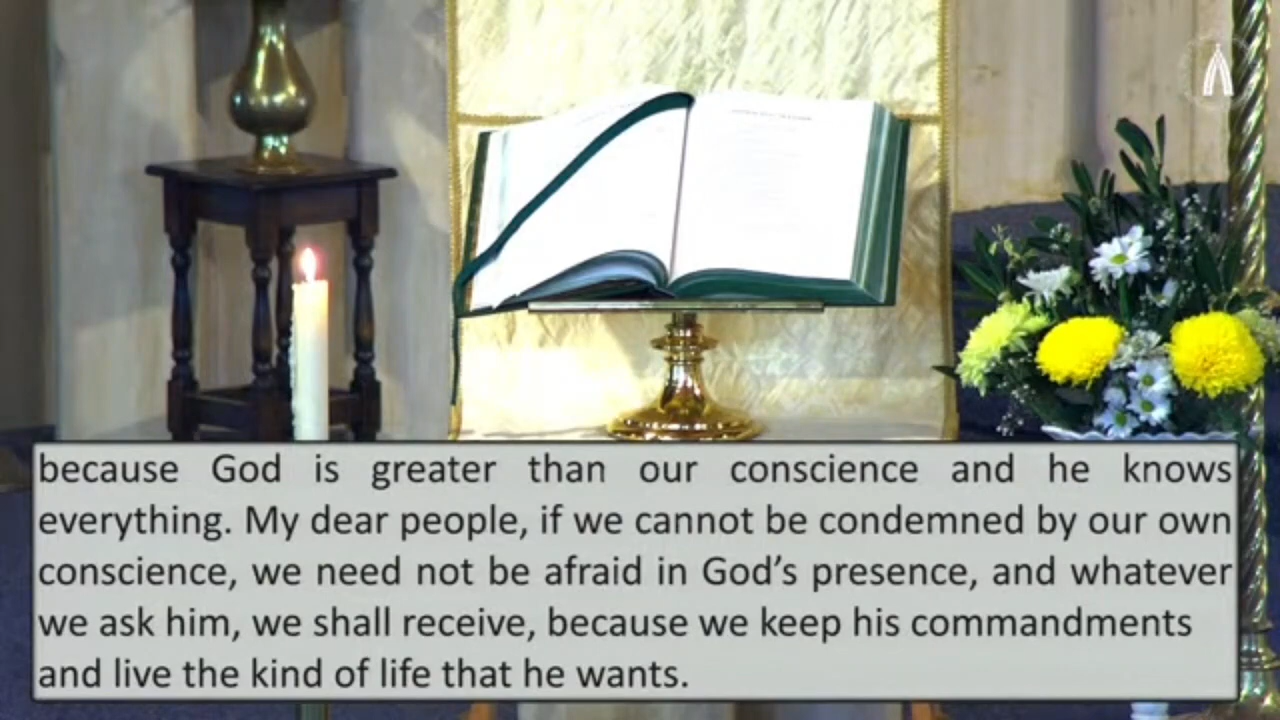 because God is greater than our conscience and he knows
everything. My dear people, if we cannot be condemned by our own
conscience, we need not be afraid in God’s presence, and whatever
we ask him, we shall receive, because we keep his commandments
and live the kind of life that he wants.